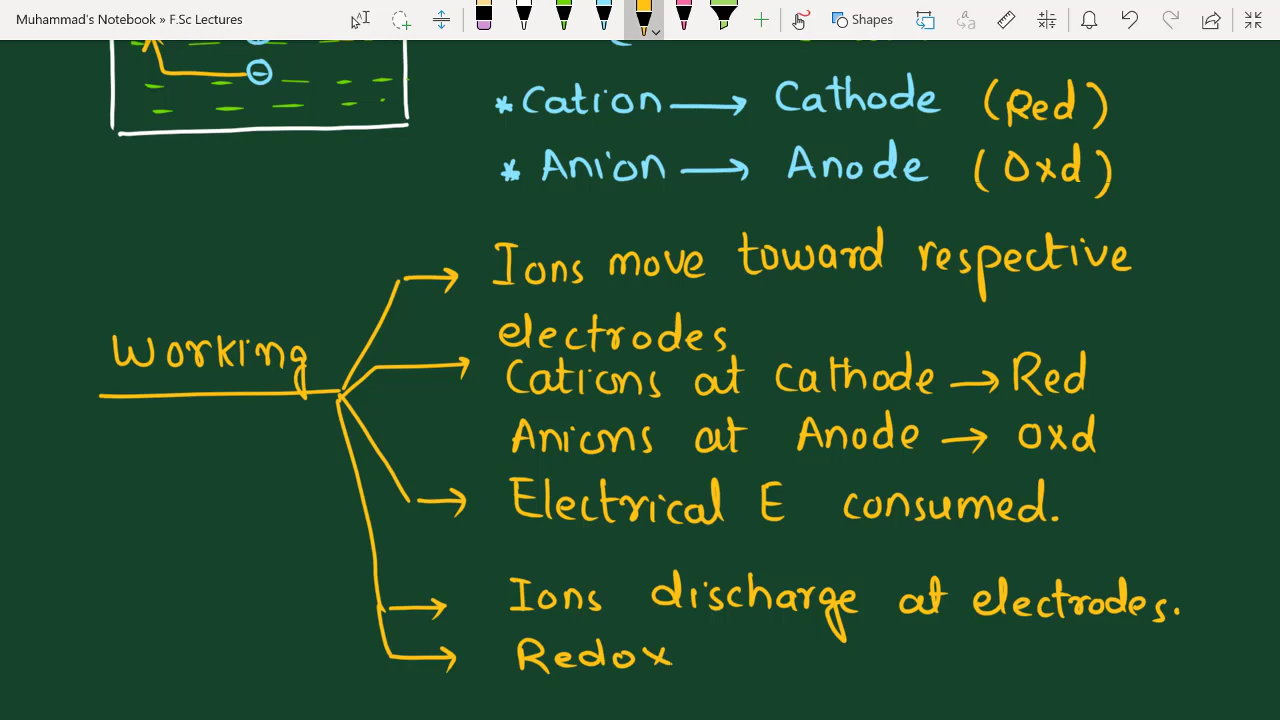 Muhammad's Notebook » F.Sc Lectures
Shapes
* Cation → Cathode (Red)
* Anion → Anode (Oxd)
Working
Ions move toward respective
electrodes
Cations at Cathode → Red
Anions at Anode → Oxd
Electrical E consumed.
Ions discharge at electrodes.
Redox